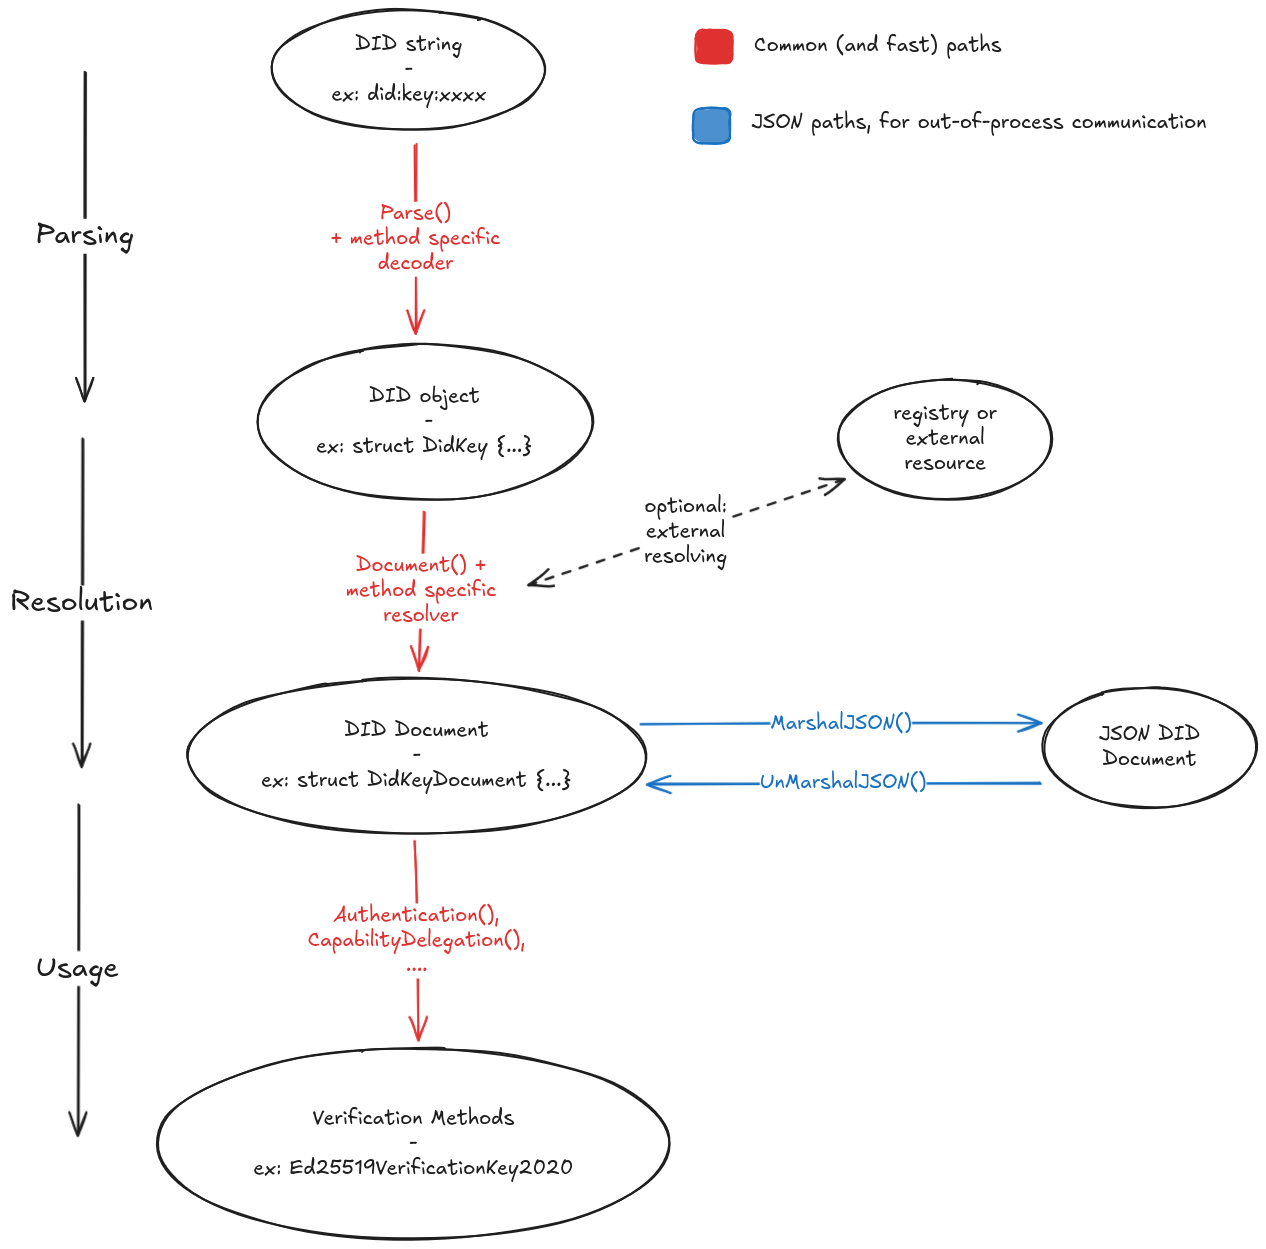 DID string
-
ex: did:key:xxxx
Common (and fast) paths
JSON paths, for out-of-process communication
Parsing
Parse()
+ method specific
decoder
DID object
-
ex: struct DidKey {...}
registry or
external
resource
optional:
external
resolving
Resolution
Document() +
method specific
resolver
DID Document
-
ex: struct DidKeyDocument {...}
MarshalJSON()
UnMarshalJSON()
JSON DID
Document
Usage
Authentication(),
CapabilityDelegation(),
....
Verification Methods
-
ex: Ed25519VerificationKey2020